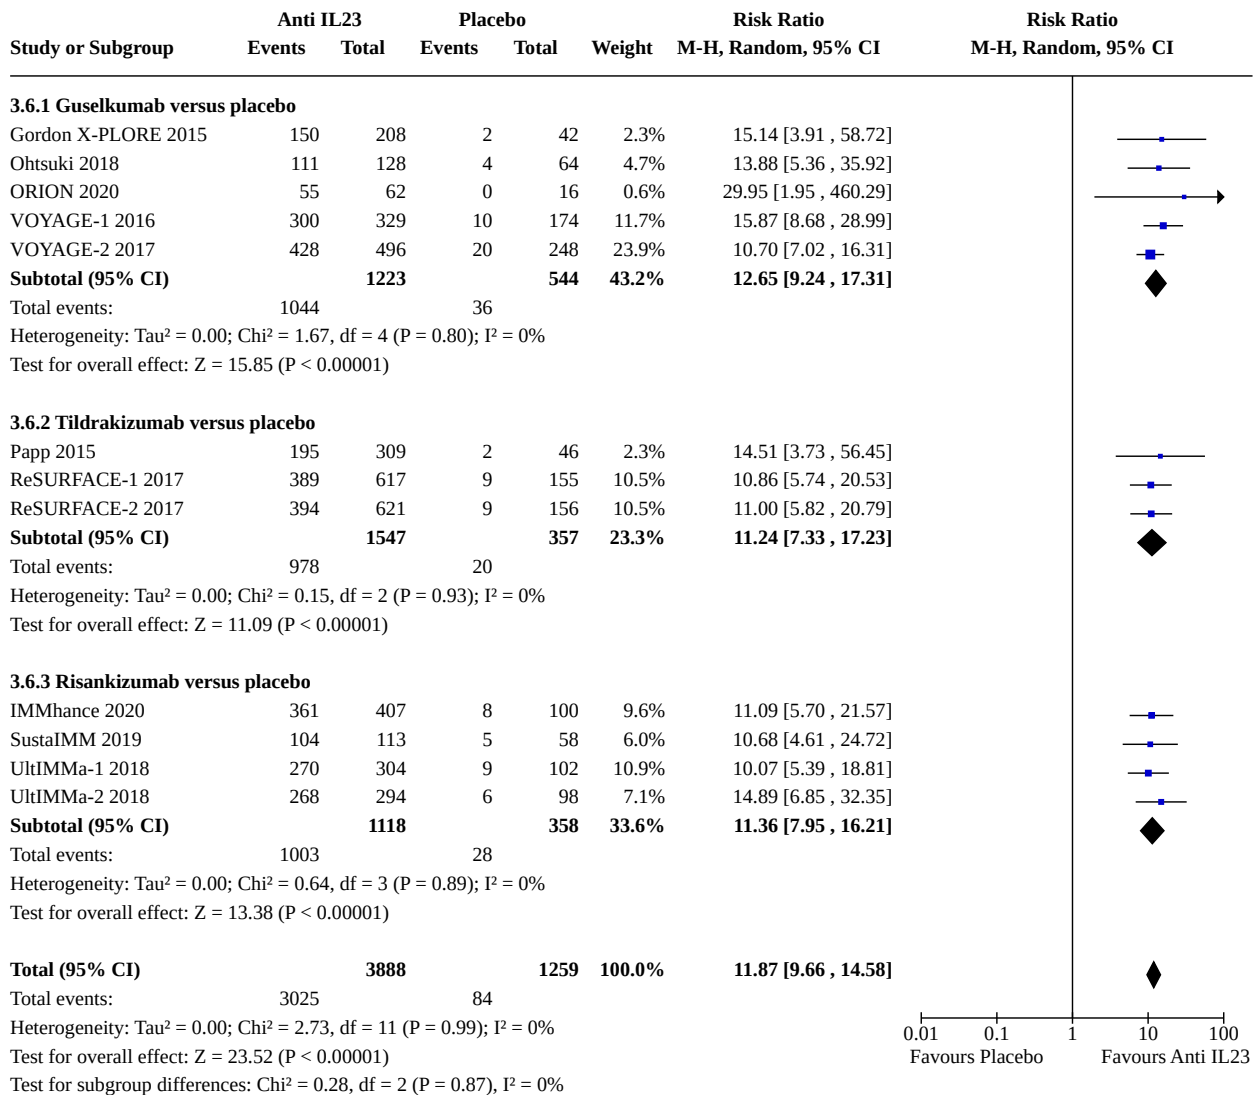 Anti IL23 Placebo Risk Ratio Risk Ratio
Study or Subgroup Events Total Events Total Weight M-H, Random, 95% CI M-H, Random, 95% CI
3.6.1 Guselkumab versus placebo
Gordon X-PLORE 2015 150 208 2 42 2.3% 15.14 [3.91 , 58.72]
Ohtsuki 2018 111 128 4 64 4.7% 13.88 [5.36 , 35.92]
ORION 2020 55 62 0 16 0.6% 29.95 [1.95 , 460.29]
VOYAGE-1 2016 300 329 10 174 11.7% 15.87 [8.68 , 28.99]
VOYAGE-2 2017 428 496 20 248 23.9% 10.70 [7.02 , 16.31]
Subtotal (95% CI) 1223 544 43.2% 12.65 [9.24 , 17.31]
Total events: 1044 36
Heterogeneity: Tau² = 0.00; Chi² = 1.67, df = 4 (P = 0.80); I² = 0%
Test for overall effect: Z = 15.85 (P < 0.00001)
3.6.2 Tildrakizumab versus placebo
Papp 2015 195 309 2 46 2.3% 14.51 [3.73 , 56.45]
ReSURFACE-1 2017 389 617 9 155 10.5% 10.86 [5.74 , 20.53]
ReSURFACE-2 2017 394 621 9 156 10.5% 11.00 [5.82 , 20.79]
Subtotal (95% CI) 1547 357 23.3% 11.24 [7.33 , 17.23]
Total events: 978 20
Heterogeneity: Tau² = 0.00; Chi² = 0.15, df = 2 (P = 0.93); I² = 0%
Test for overall effect: Z = 11.09 (P < 0.00001)
3.6.3 Risankizumab versus placebo
IMMhance 2020 361 407 8 100 9.6% 11.09 [5.70 , 21.57]
SustaIMM 2019 104 113 5 58 6.0% 10.68 [4.61 , 24.72]
UltIMMa-1 2018 270 304 9 102 10.9% 10.07 [5.39 , 18.81]
UltIMMa-2 2018 268 294 6 98 7.1% 14.89 [6.85 , 32.35]
Subtotal (95% CI) 1118 358 33.6% 11.36 [7.95 , 16.21]
Total events: 1003 28
Heterogeneity: Tau² = 0.00; Chi² = 0.64, df = 3 (P = 0.89); I² = 0%
Test for overall effect: Z = 13.38 (P < 0.00001)
Total (95% CI) 3888 1259 100.0% 11.87 [9.66 , 14.58]
Total events: 3025 84
Heterogeneity: Tau² = 0.00; Chi² = 2.73, df = 11 (P = 0.99); I² = 0%
0.01 0.1 1 10 100
Test for overall effect: Z = 23.52 (P < 0.00001)
Favours Placebo Favours Anti IL23
Test for subgroup differences: Chi² = 0.28, df = 2 (P = 0.87), I² = 0%